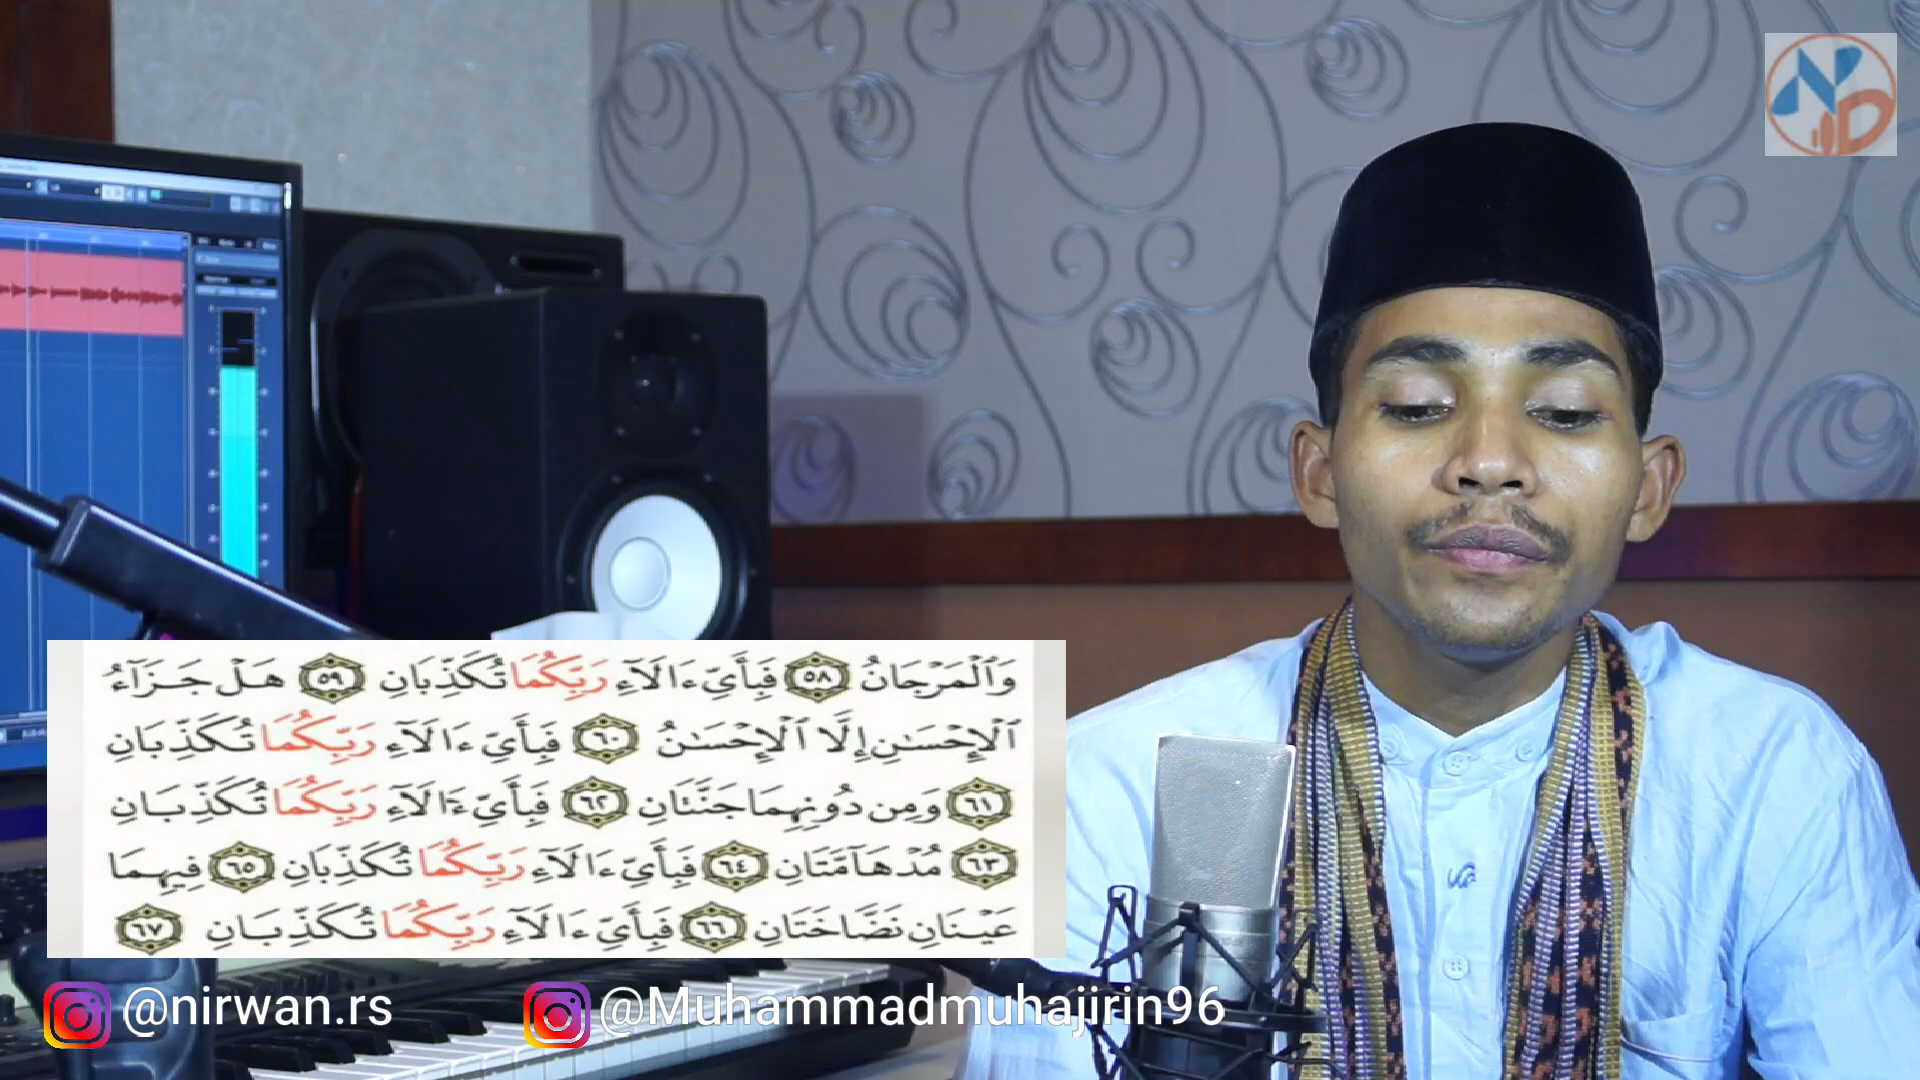 وَٱلْمَرْجَانُ ٥٨ فَبِأَىِّ ءَالَآءِ رَبِّكُمَا تُكَذِّبَانِ ٥٩ هَلْ جَزَآءُ
ٱلْإِحْسَٰنِ إِلَّا ٱلْإِحْسَٰنُ ٦٠ فَبِأَىِّ ءَالَآءِ رَبِّكُمَا تُكَذِّبَانِ
٦١ وَمِن دُونِهِمَا جَنَّتَانِ ٦٢ فَبِأَىِّ ءَالَآءِ رَبِّكُمَا تُكَذِّبَانِ
٦٣ مُدْهَآمَّتَانِ ٦٤ فَبِأَىِّ ءَالَآءِ رَبِّكُمَا تُكَذِّبَانِ ٦٥ فِيهِمَا
عَيْنَانِ نَضَّاخَتَانِ ٦٦ فَبِأَىِّ ءَالَآءِ رَبِّكُمَا تُكَذِّبَانِ ٦٧
@nirwan.rs @Muhammadmuhajirin96